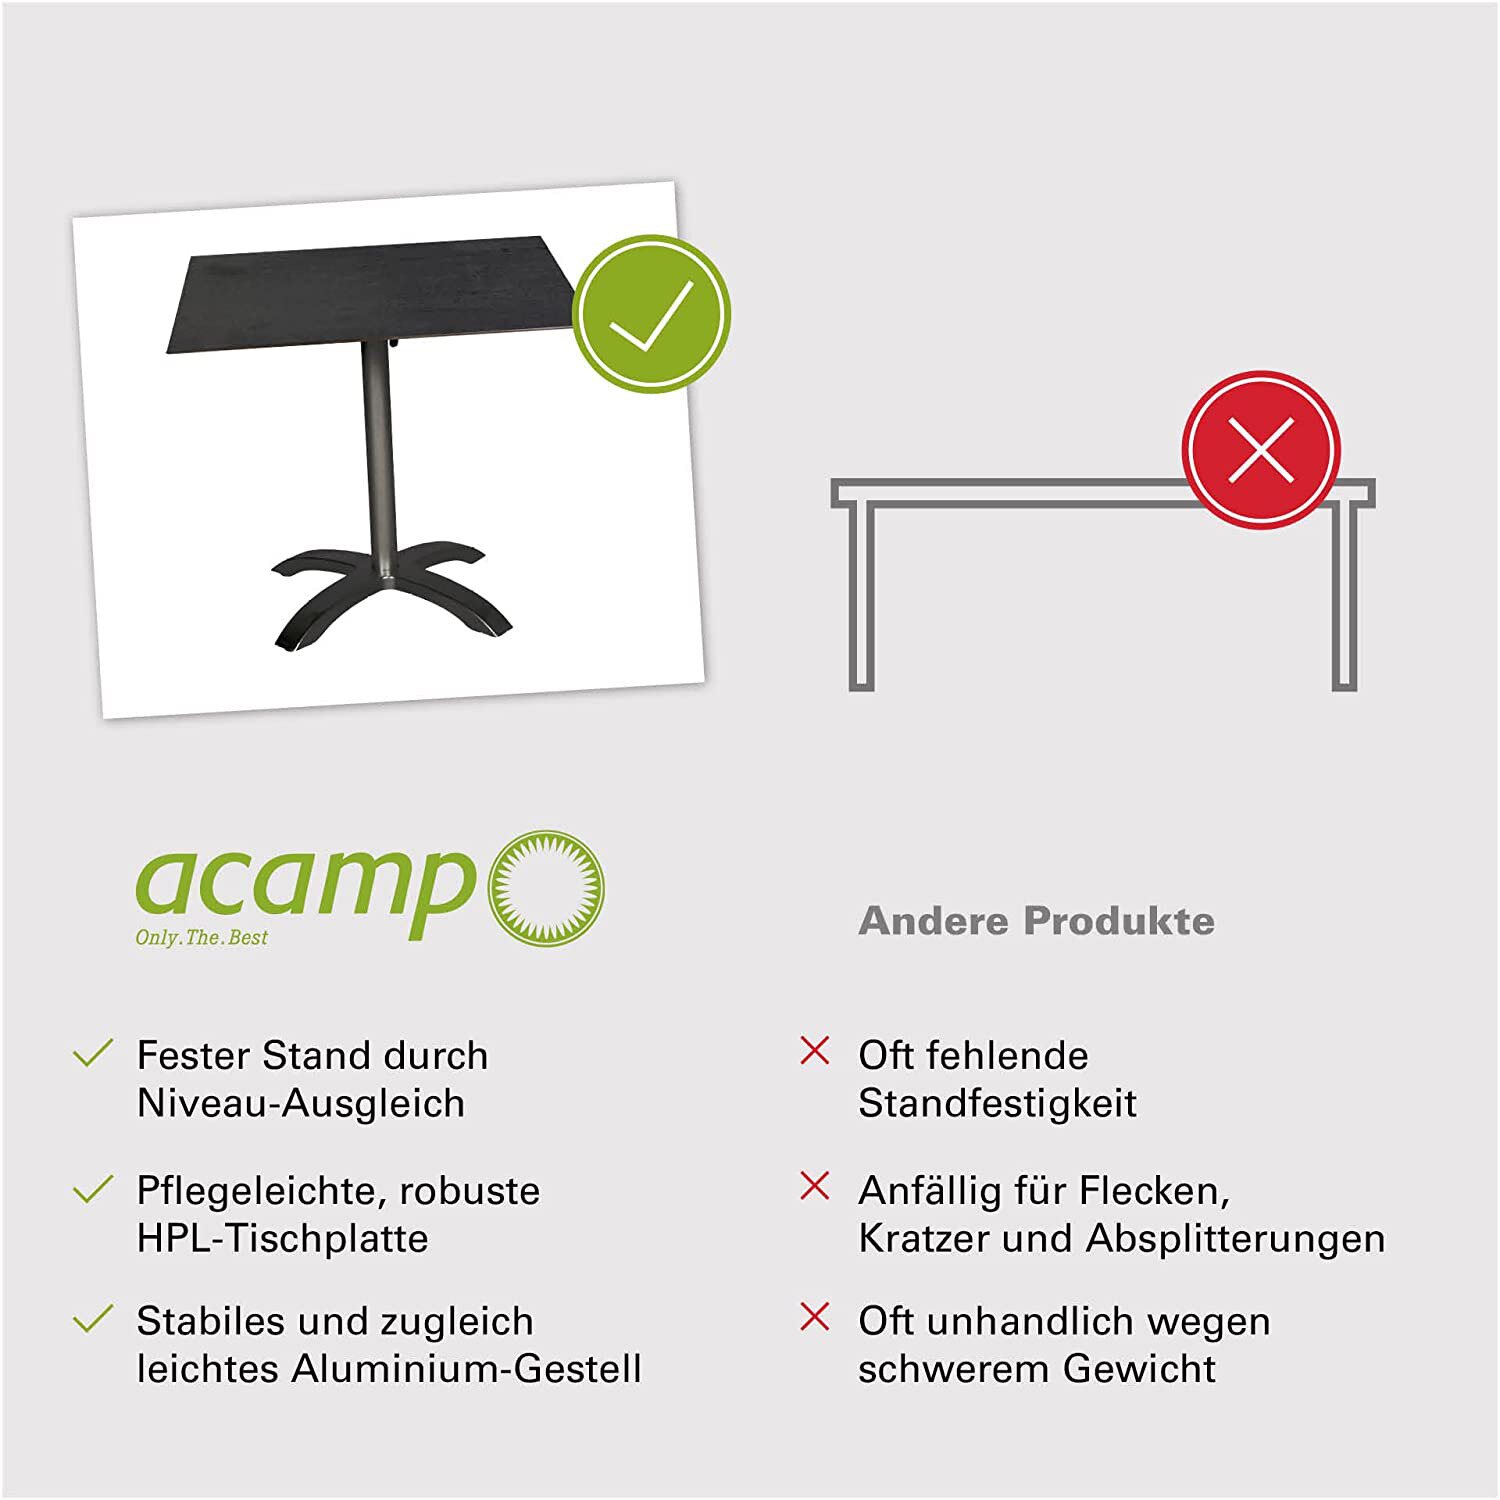 acamp
Only.The.Best
Fester Stand durch
Niveau-Ausgleich
Pflegeleichte, robuste
HPL-Tischplatte
Stabiles und zugleich
leichtes Aluminium-Gestell
Andere Produkte
Oft fehlende
Standfestigkeit
Anfällig für Flecken,
Kratzer und Absplitterungen
Oft unhandlich wegen
schwerem Gewicht